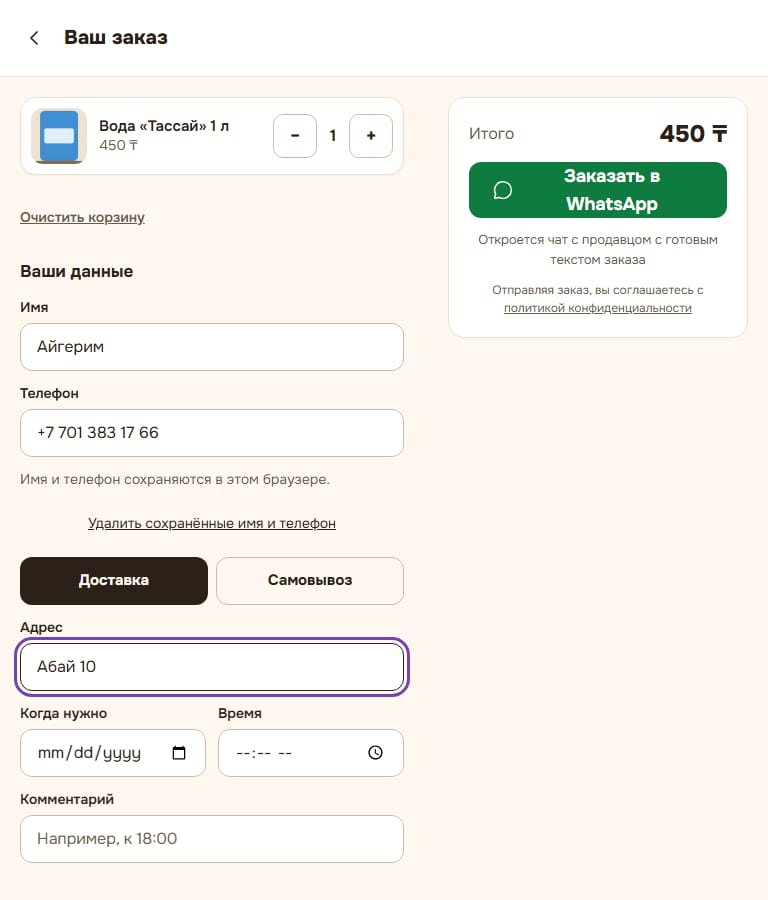 Ваш заказ
Вода «Тассай» 1 л
450 ₸
−
1
+
Очистить корзину
Ваши данные
Имя
Айгерим
Телефон
+7 701 383 17 66
Имя и телефон сохраняются в этом браузере.
Удалить сохранённые имя и телефон
Доставка
Самовывоз
Адрес
Абай 10
Когда нужно
Время
mm/dd/yyyy
--:-- --
Комментарий
Например, к 18:00
Итого
450 ₸
Заказать в
WhatsApp
Откроется чат с продавцом с готовым
текстом заказа
Отправляя заказ, вы соглашаетесь с
политикой конфиденциальности